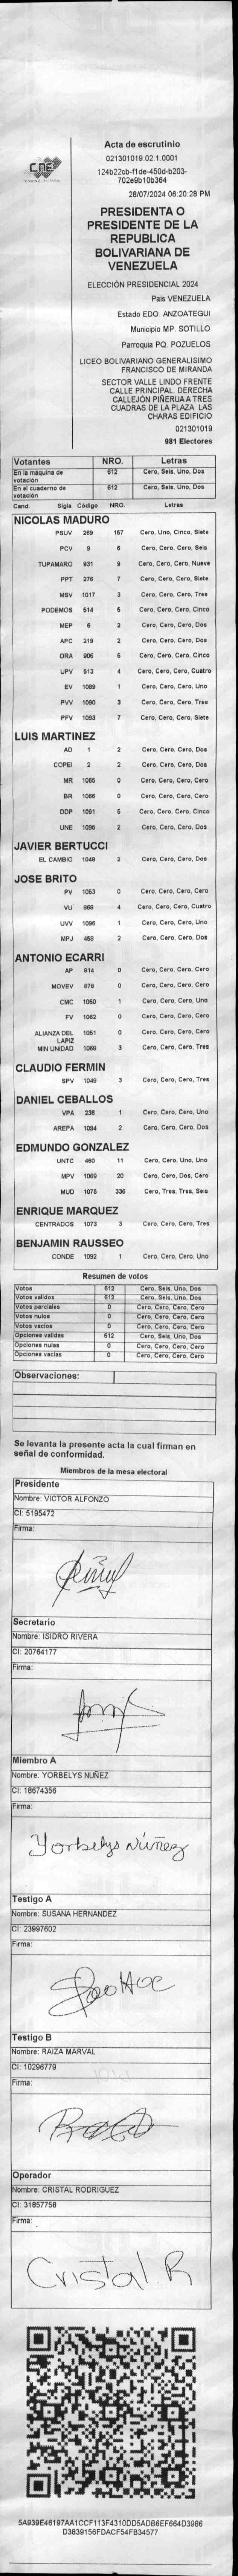 CNE
Acta de escrutinio
021301019.02.1.0001
124b22cb-f1de-450d-b203-
702e9b10b364
28/07/2024 06:20:28 PM
PRESIDENTA O
PRESIDENTE DE LA
REPUBLICA
BOLIVARIANA DE
VENEZUELA
ELECCIÓN PRESIDENCIAL 2024
Pais VENEZUELA
Estado EDO. ANZOATEGUI
Municipio MP. SOTILLO
Parroquia PQ. POZUELOS
LICEO BOLIVARIANO GENERALISIMO
FRANCISCO DE MIRANDA
SECTOR VALLE LINDO FRENTE
CALLE PRINCIPAL. DERECHA
CALLEJÓN PIÑERUA A TRES
CUADRAS DE LA PLAZA LAS
CHARAS EDIFICIO
021301019
981 Electores
Votantes NRO. Letras
En la maquina de votación 612 Cero, Seis, Uno, Dos
En el cuaderno de votación 612 Cero, Seis, Uno, Dos
Cand. Sigla Código NRO. Letras
NICOLAS MADURO
PSUV 269 157 Cero, Uno, Cinco, Siete
PCV 9 6 Cero, Cero, Cero, Seis
TUPAMARO 931 9 Cero, Cero, Cero, Nueve
PPT 276 7 Cero, Cero, Cero, Siete
MSV 1017 3 Cero, Cero, Cero, Tres
PODEMOS 514 5 Cero, Cero, Cero, Cinco
MEP 6 2 Cero, Cero, Cero, Dos
APC 219 2 Cero, Cero, Cero, Dos
ORA 906 5 Cero, Cero, Cero, Cinco
UPV 513 4 Cero, Cero, Cero, Cuatro
EV 1089 1 Cero, Cero, Cero, Uno
PVV 1090 3 Cero, Cero, Cero, Tres
PFV 1093 7 Cero, Cero, Cero, Siete
LUIS MARTINEZ
AD 1 2 Cero, Cero, Cero, Dos
COPEI 2 2 Cero, Cero, Cero, Dos
MR 1065 0 Cero, Cero, Cero, Cero
BR 1066 0 Cero, Cero, Cero, Cero
DDP 1091 5 Cero, Cero, Cero, Cinco
UNE 1095 2 Cero, Cero, Cero, Dos
JAVIER BERTUCCI
EL CAMBIO 1048 2 Cero, Cero, Cero, Dos
JOSE BRITO
PV 1053 0 Cero, Cero, Cero, Cero
VU 868 4 Cero, Cero, Cero, Cuatro
UVV 1096 1 Cero, Cero, Cero, Uno
MPJ 458 2 Cero, Cero, Cero, Dos
ANTONIO ECARRI
AP 814 0 Cero, Cero, Cero, Cero
MOVEV 878 0 Cero, Cero, Cero, Cero
CMC 1050 1 Cero, Cero, Cero, Uno
FV 1062 0 Cero, Cero, Cero, Cero
ALIANZA DEL LAPIZ 1051 0 Cero, Cero, Cero, Cero
MIN UNIDAD 1068 3 Cero, Cero, Cero, Tres
CLAUDIO FERMIN
SPV 1049 3 Cero, Cero, Cero, Tres
DANIEL CEBALLOS
VPA 236 1 Cero, Cero, Cero, Uno
AREPA 1094 2 Cero, Cero, Cero, Dos
EDMUNDO GONZALEZ
UNTC 460 11 Cero, Cero, Uno, Uno
MPV 1069 20 Cero, Cero, Dos, Cero
MUD 1075 336 Cero, Tres, Tres, Seis
ENRIQUE MARQUEZ
CENTRADOS 1073 3 Cero, Cero, Cero, Tres
BENJAMIN RAUSSEO
CONDE 1092 1 Cero, Cero, Cero, Uno
Resumen de votos
Votos 612 Cero, Seis, Uno, Dos
Votos validos 612 Cero, Seis, Uno, Dos
Votos parciales 0 Cero, Cero, Cero, Cero
Votos nulos 0 Cero, Cero, Cero, Cero
Votos vacios 0 Cero, Cero, Cero, Cero
Opciones validas 612 Cero, Seis, Uno, Dos
Opciones nulas 0 Cero, Cero, Cero, Cero
Opciones vacias 0 Cero, Cero, Cero, Cero
Observaciones:
Se levanta la presente acta la cual firman en
señal de conformidad.
Miembros de la mesa electoral
Presidente
Nombre: VICTOR ALFONZO
CI: 5195472
Firma:
Secretario
Nombre: ISIDRO RIVERA
CI: 20764177
Firma:
Miembro A
Nombre: YORBELYS NUÑEZ
CI: 18674356
Firma:
Yorbelys Núñez
Testigo A
Nombre: SUSANA HERNANDEZ
CI: 23997602
Firma:
Testigo B
Nombre: RAIZA MARVAL
CI: 10296779
Firma:
Operador
Nombre: CRISTAL RODRIGUEZ
CI: 31857758
Firma:
Cristal R
5A939E46197AA1CCF113F4310DD5ADB6EF664D3986
D3839156FDACF54FB34577